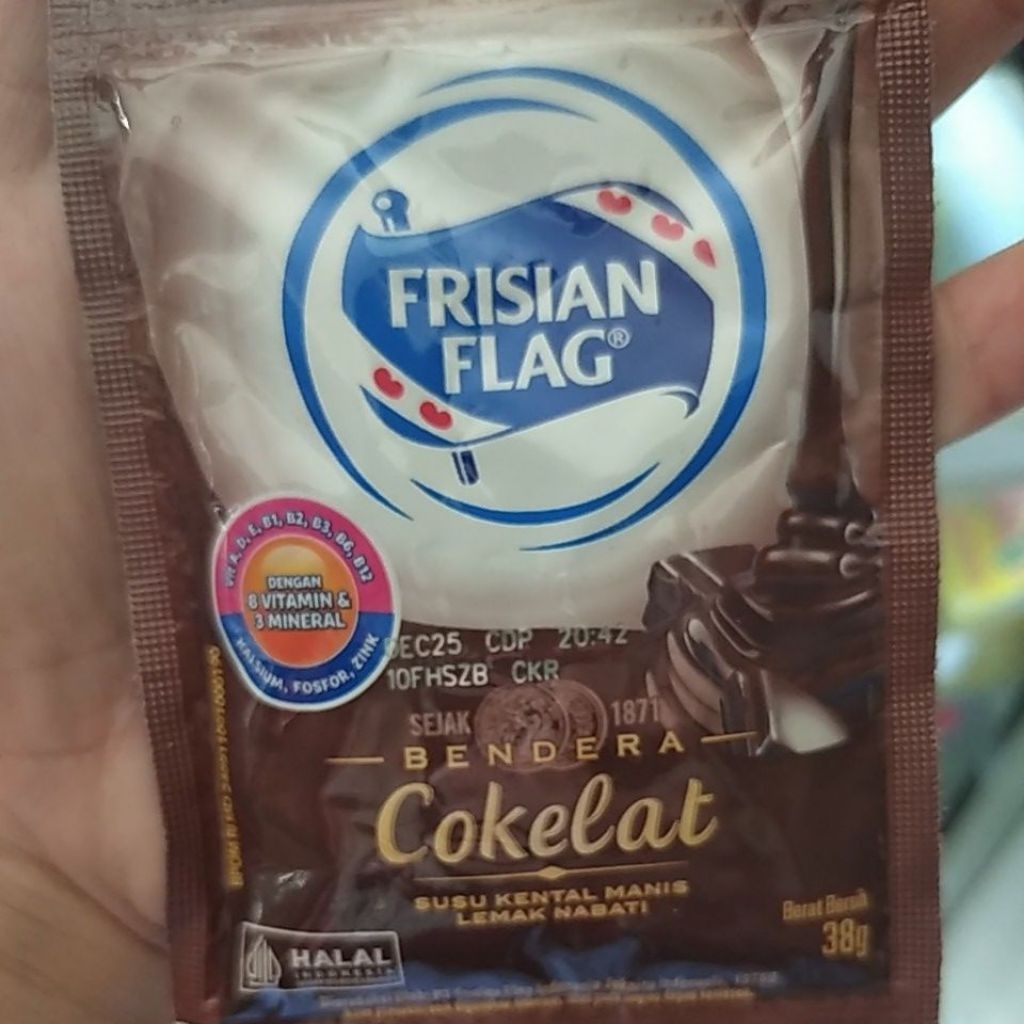 FRISIAN
FLAG®
VIT A, D, E, B1, B2, B3, B6, B12
DENGAN
8 VITAMIN &
3 MINERAL
KALSIUM, FOSFOR, ZINK
DEC25 CDP 20:42
10FHSZB CKR
SEJAK 1871
BENDERA
Cokelat
SUSU KENTAL MANIS
LEMAK NABATI
Berat Bersih
38g
HALAL
INDONESIA